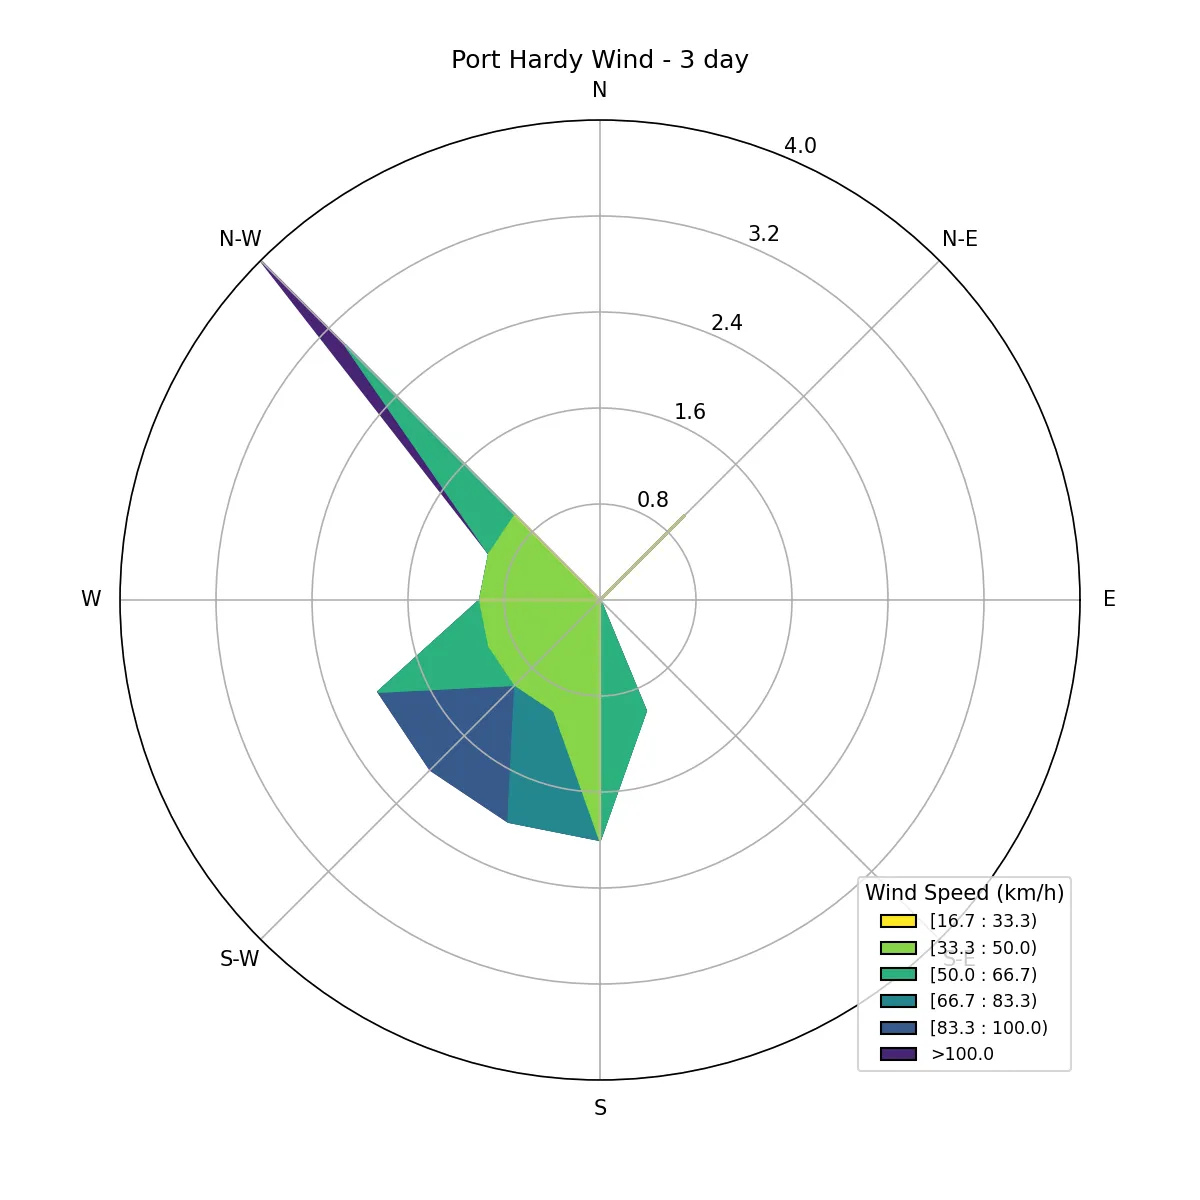 Port Hardy Wind - 3 day
N
4.0
N-W
N-E
3.2
2.4
1.6
0.8
W
E
S-W
S-E
S
Wind Speed (km/h)
[16.7 : 33.3)
[33.3 : 50.0)
[50.0 : 66.7)
[66.7 : 83.3)
[83.3 : 100.0)
>100.0